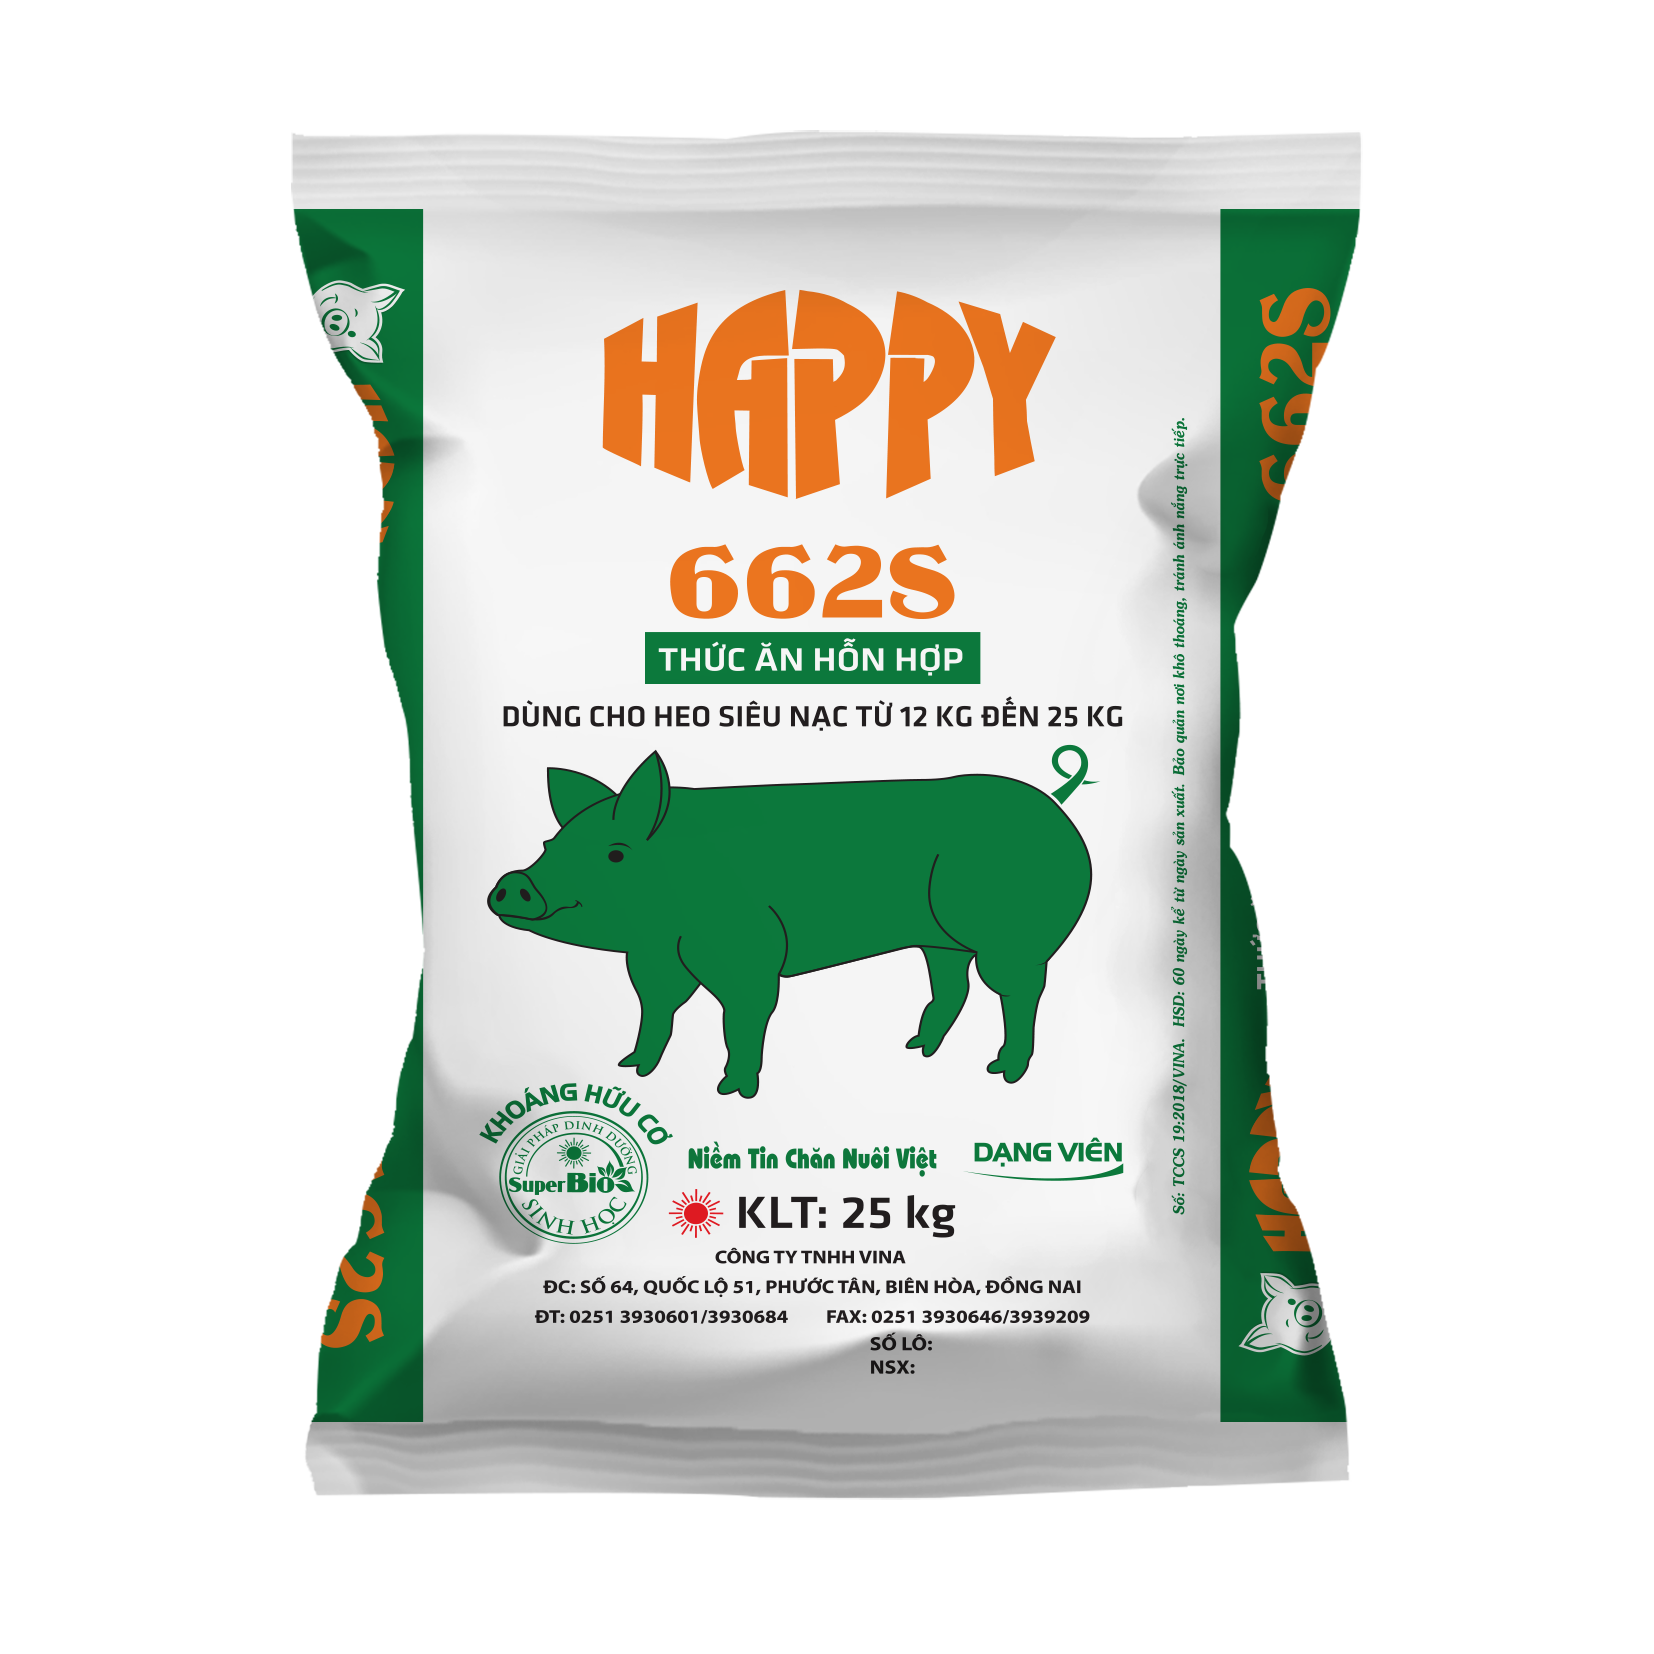 HAPPY
662S
THỨC ĂN HỖN HỢP
DÙNG CHO HEO SIÊU NẠC TỪ 12 KG ĐẾN 25 KG
KHOÁNG HỮU CƠ
GIẢI PHÁP DINH DƯỠNG
SuperBio
SINH HỌC
Niềm Tin Chăn Nuôi Việt
DẠNG VIÊN
KLT: 25 kg
CÔNG TY TNHH VINA
ĐC: SỐ 64, QUỐC LỘ 51, PHƯỚC TÂN, BIÊN HÒA, ĐỒNG NAI
ĐT: 0251 3930601/3930684 FAX: 0251 3930646/3939209
SỐ LÔ:
NSX:
Số: TCCS 19:2018/VINA. HSD: 60 ngày kể từ ngày sản xuất. Bảo quản nơi khô thoáng, tránh ánh nắng trực tiếp.
662S
HAPPY
662S